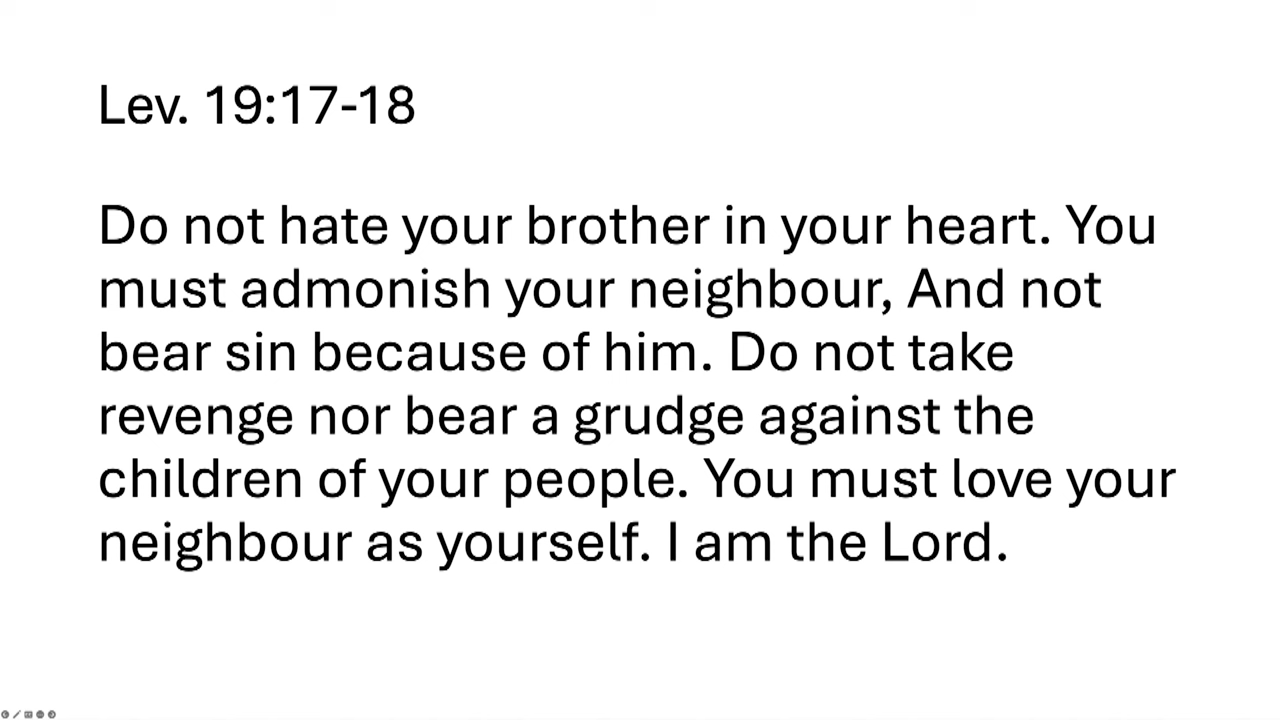 Lev. 19:17-18
Do not hate your brother in your heart. You
must admonish your neighbour, And not
bear sin because of him. Do not take
revenge nor bear a grudge against the
children of your people. You must love your
neighbour as yourself. I am the Lord.